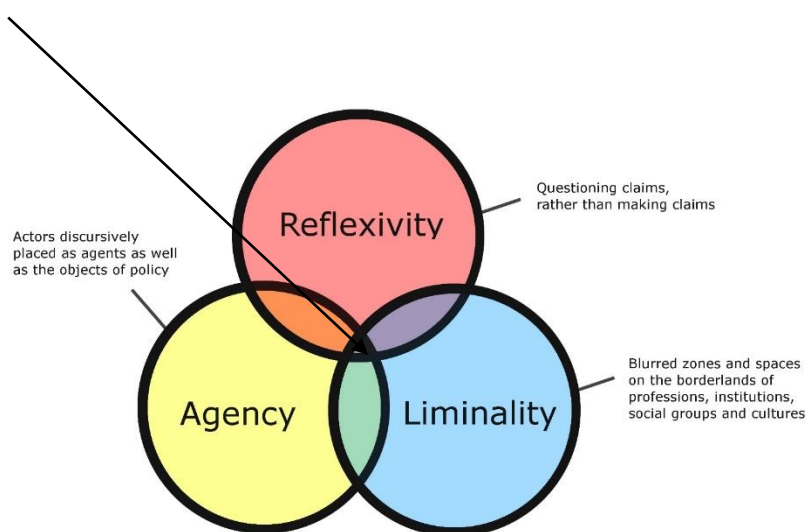 Reflexivity
Questioning claims,
rather than making claims
Actors discursively
placed as agents as well
as the objects of policy
Agency
Liminality
Blurred zones and spaces
on the borderlands of
professions, institutions,
social groups and cultures